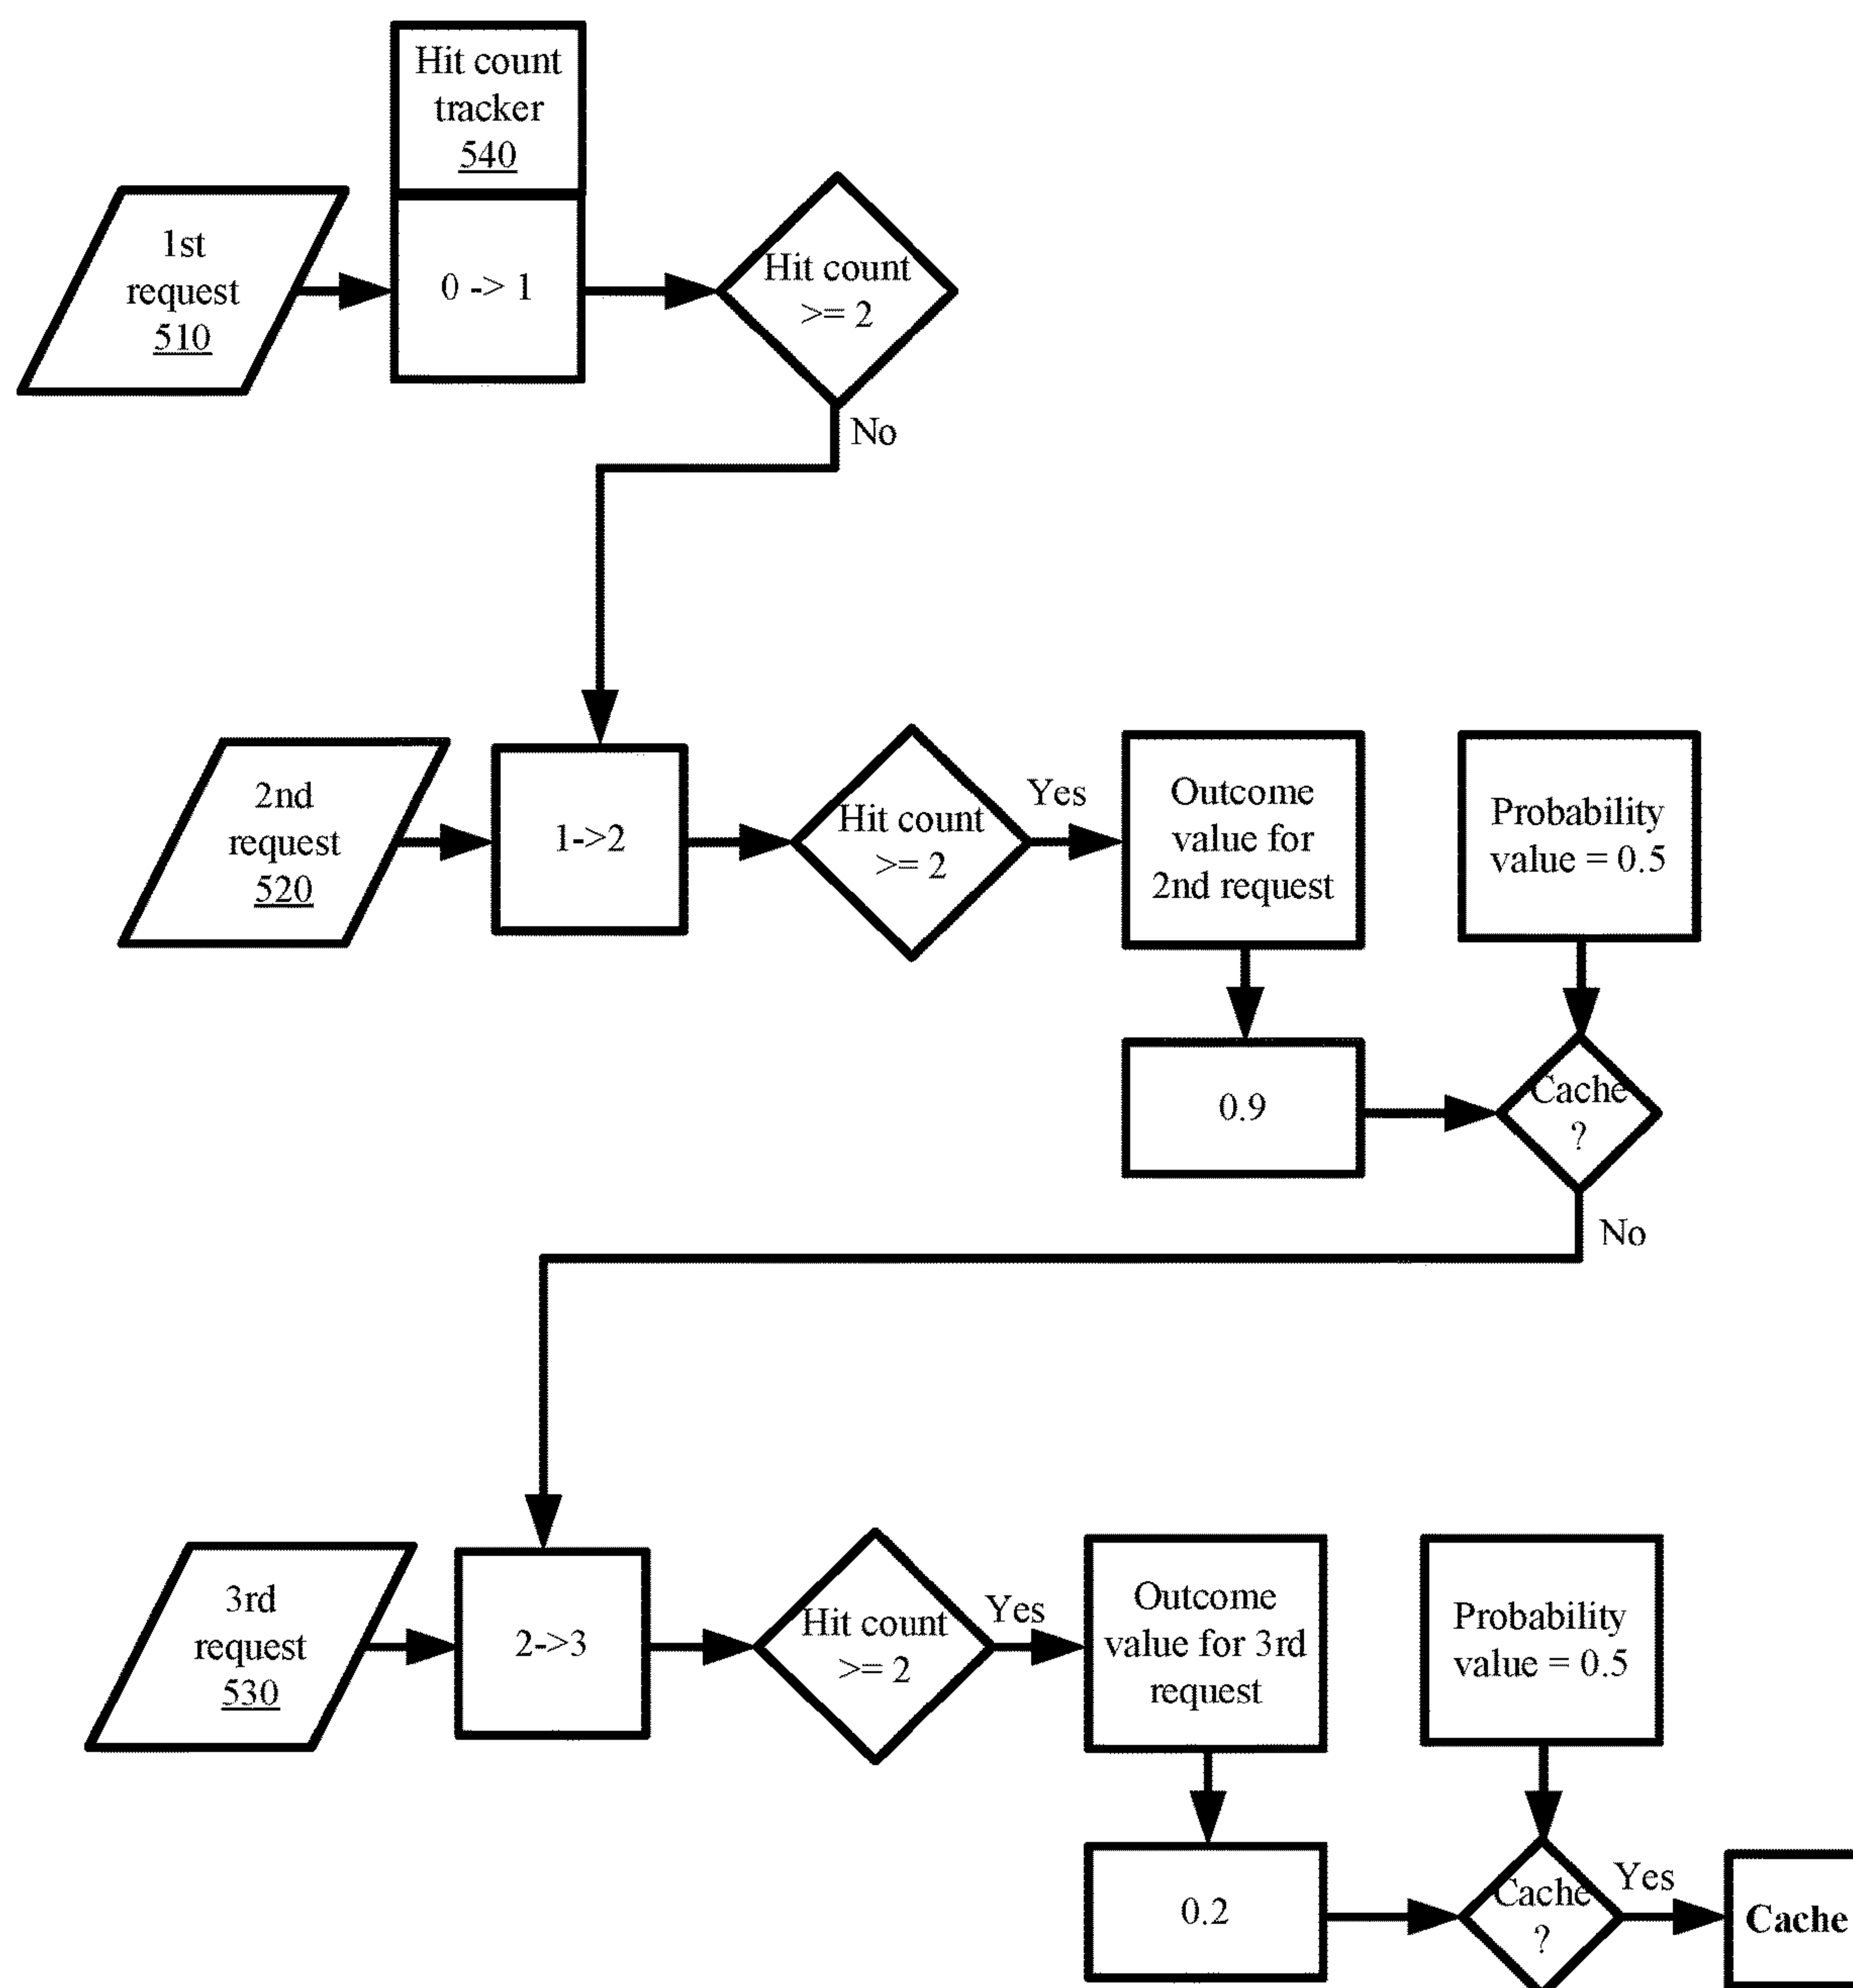 Hit count
tracker
540
1st
request
510
0 -> 1
Hit count
>= 2
No
2nd
request
520
1->2
Hit count
>= 2
Yes
Outcome
value for
2nd request
Probability
value = 0.5
0.9
Cache
?
No
3rd
request
530
2->3
Hit count
>= 2
Yes
Outcome
value for 3rd
request
Probability
value = 0.5
0.2
Cache
?
Yes
Cache